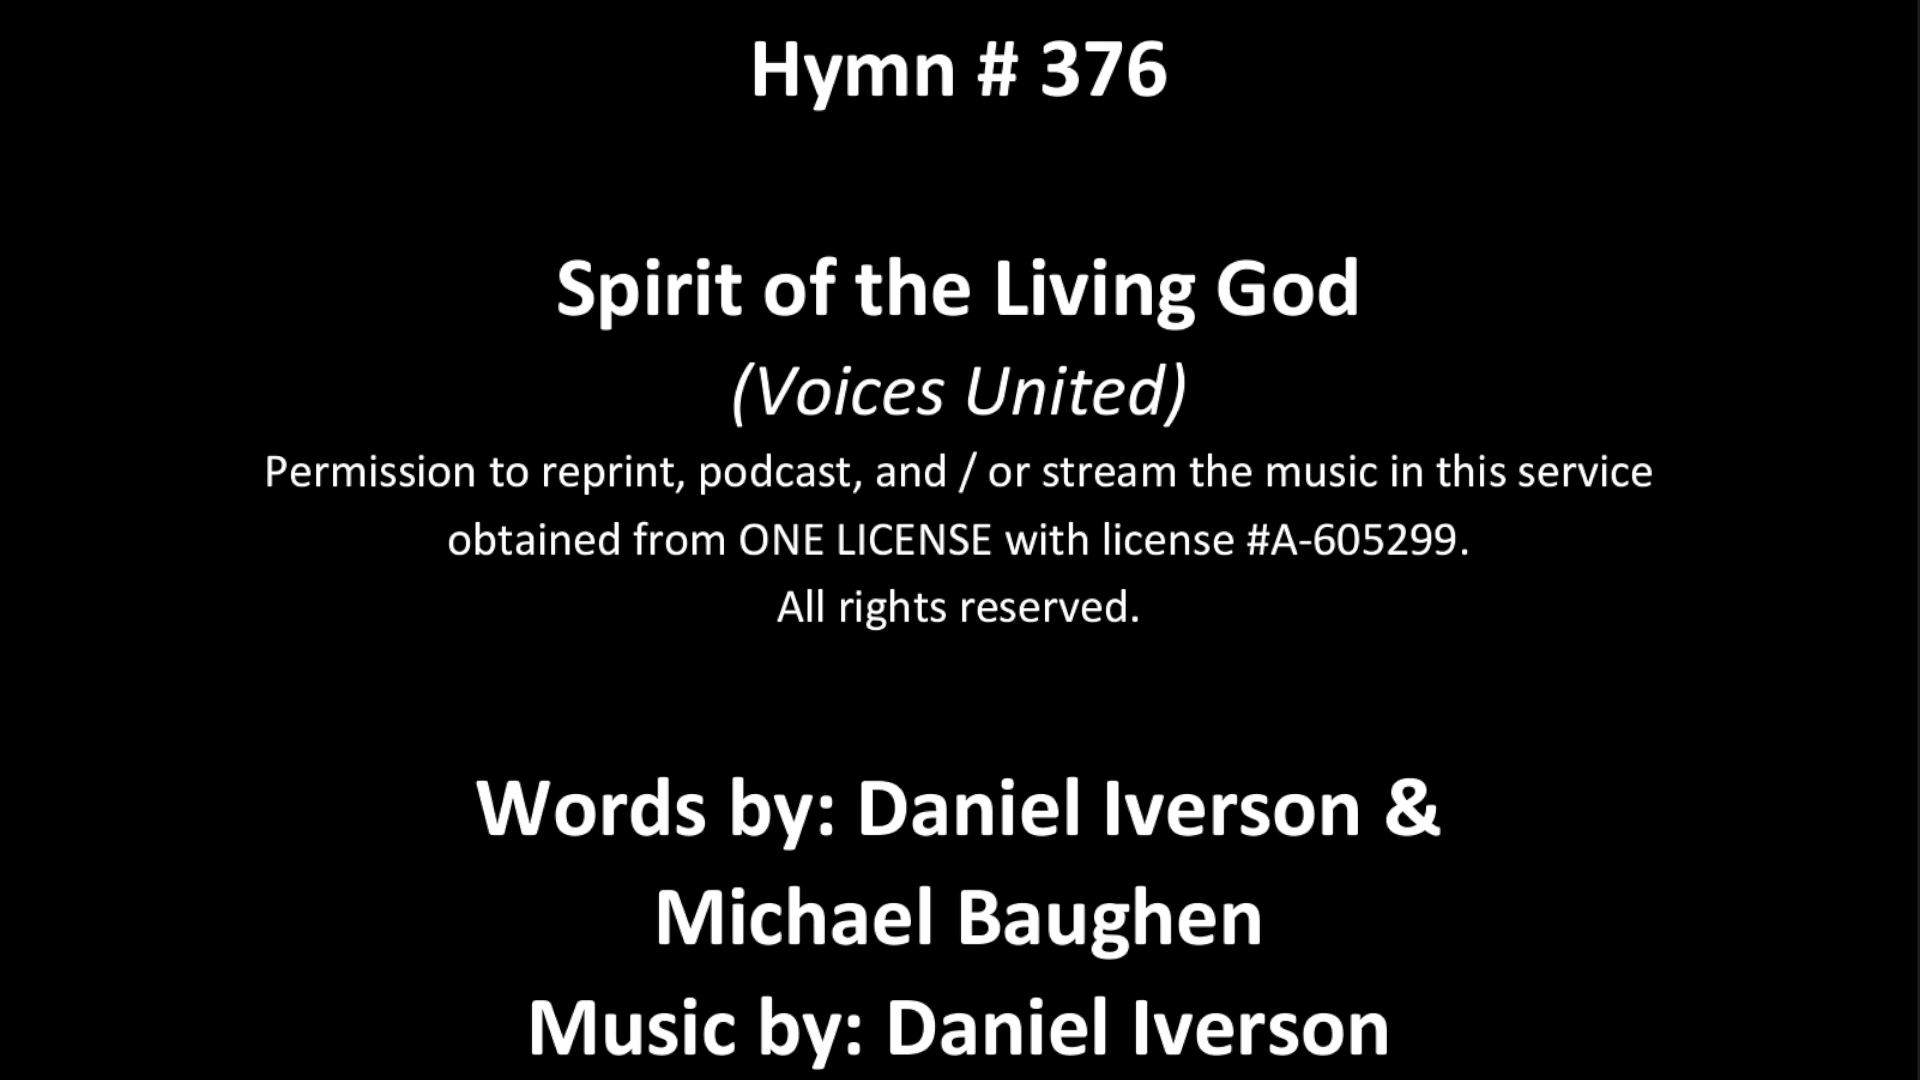 Hymn # 376
Spirit of the Living God
(Voices United)
Permission to reprint, podcast, and / or stream the music in this service
obtained from ONE LICENSE with license #A-605299.
All rights reserved.
Words by: Daniel Iverson &
Michael Baughen
Music by: Daniel Iverson